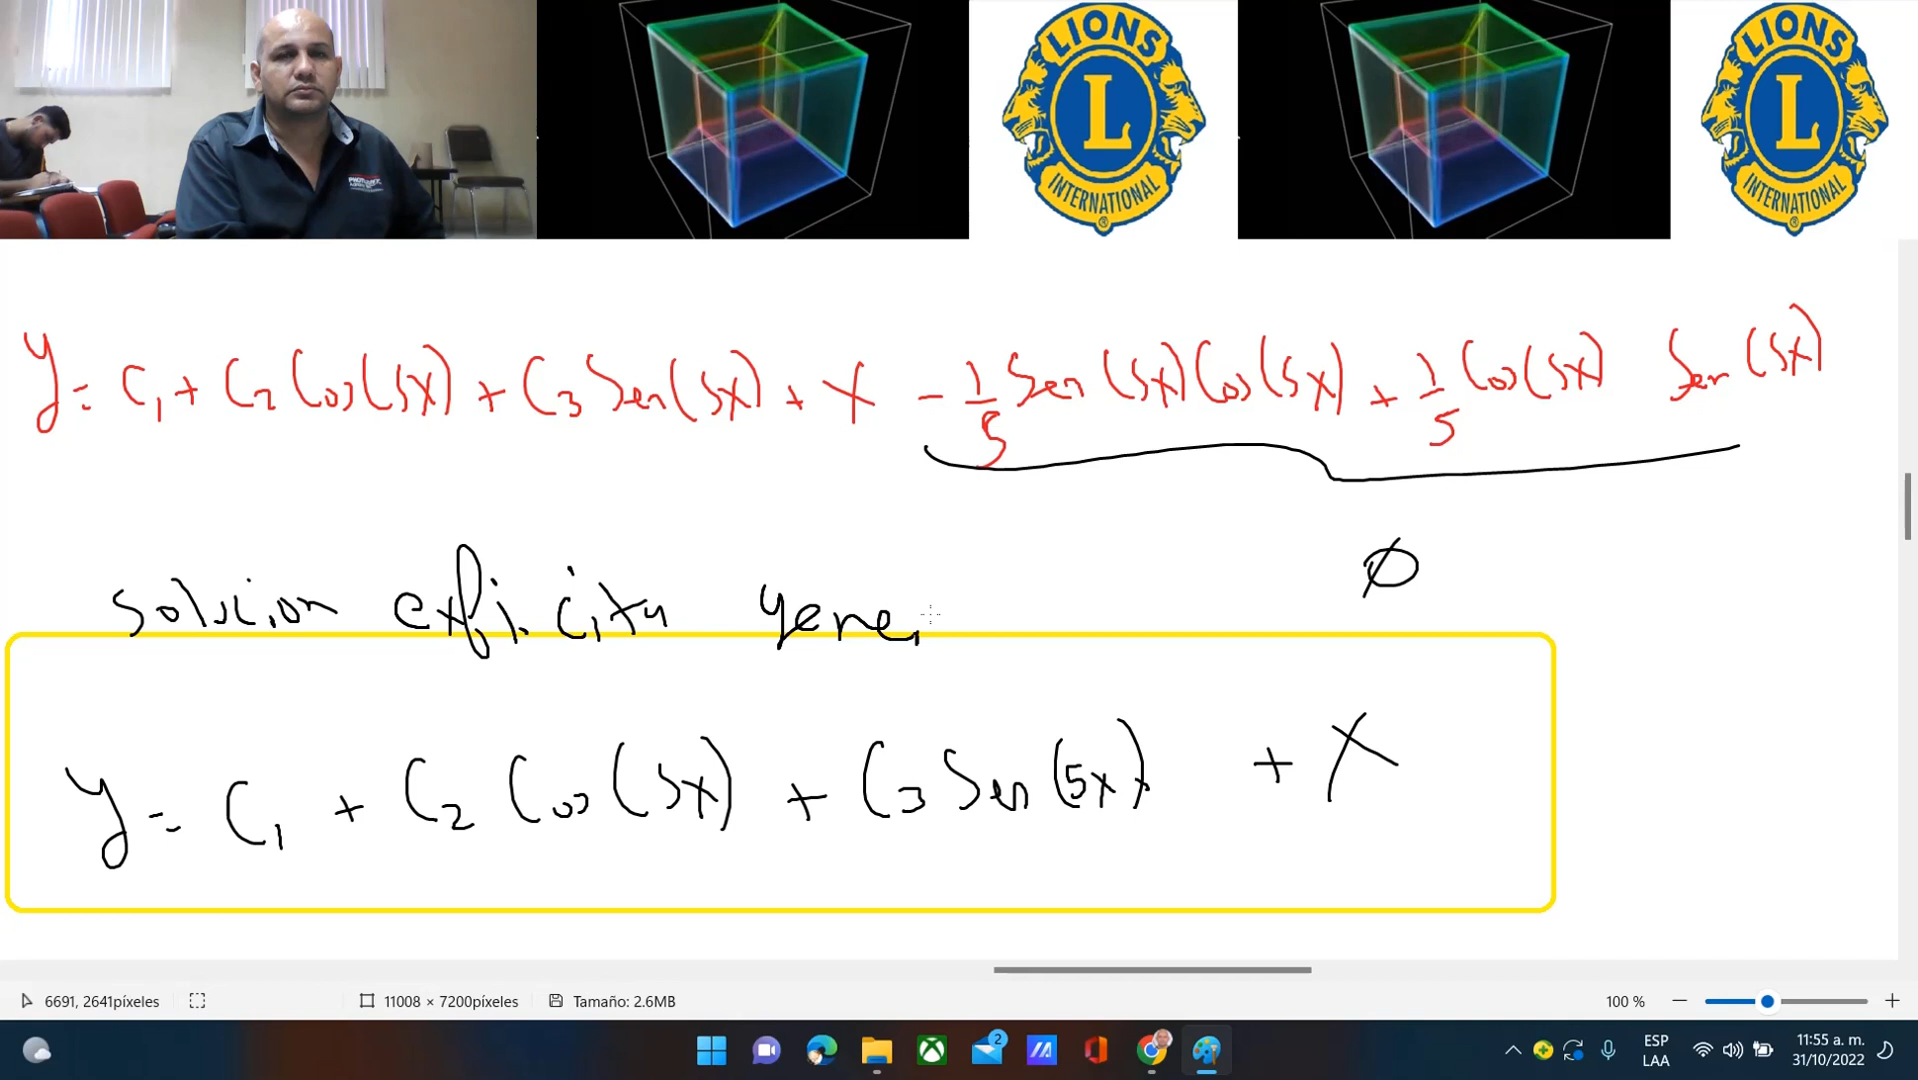 LIONS
L
INTERNATIONAL
®
LIONS
L
INTERNATIONAL
®
y = C1 + C2 Cos(5x) + C3 Sen(5x) + x - 1/5 Sen(5x) Cos(5x) + 1/5 Cos(5x) Sen(5x)
∅
solucion explicita gene
y = C1 + C2 Cos(5x) + C3 Sen(5x) + x
6691, 2641píxeles
11008 × 7200píxeles
Tamaño: 2.6MB
100 %
2
ESP
LAA
11:55 a. m.
31/10/2022